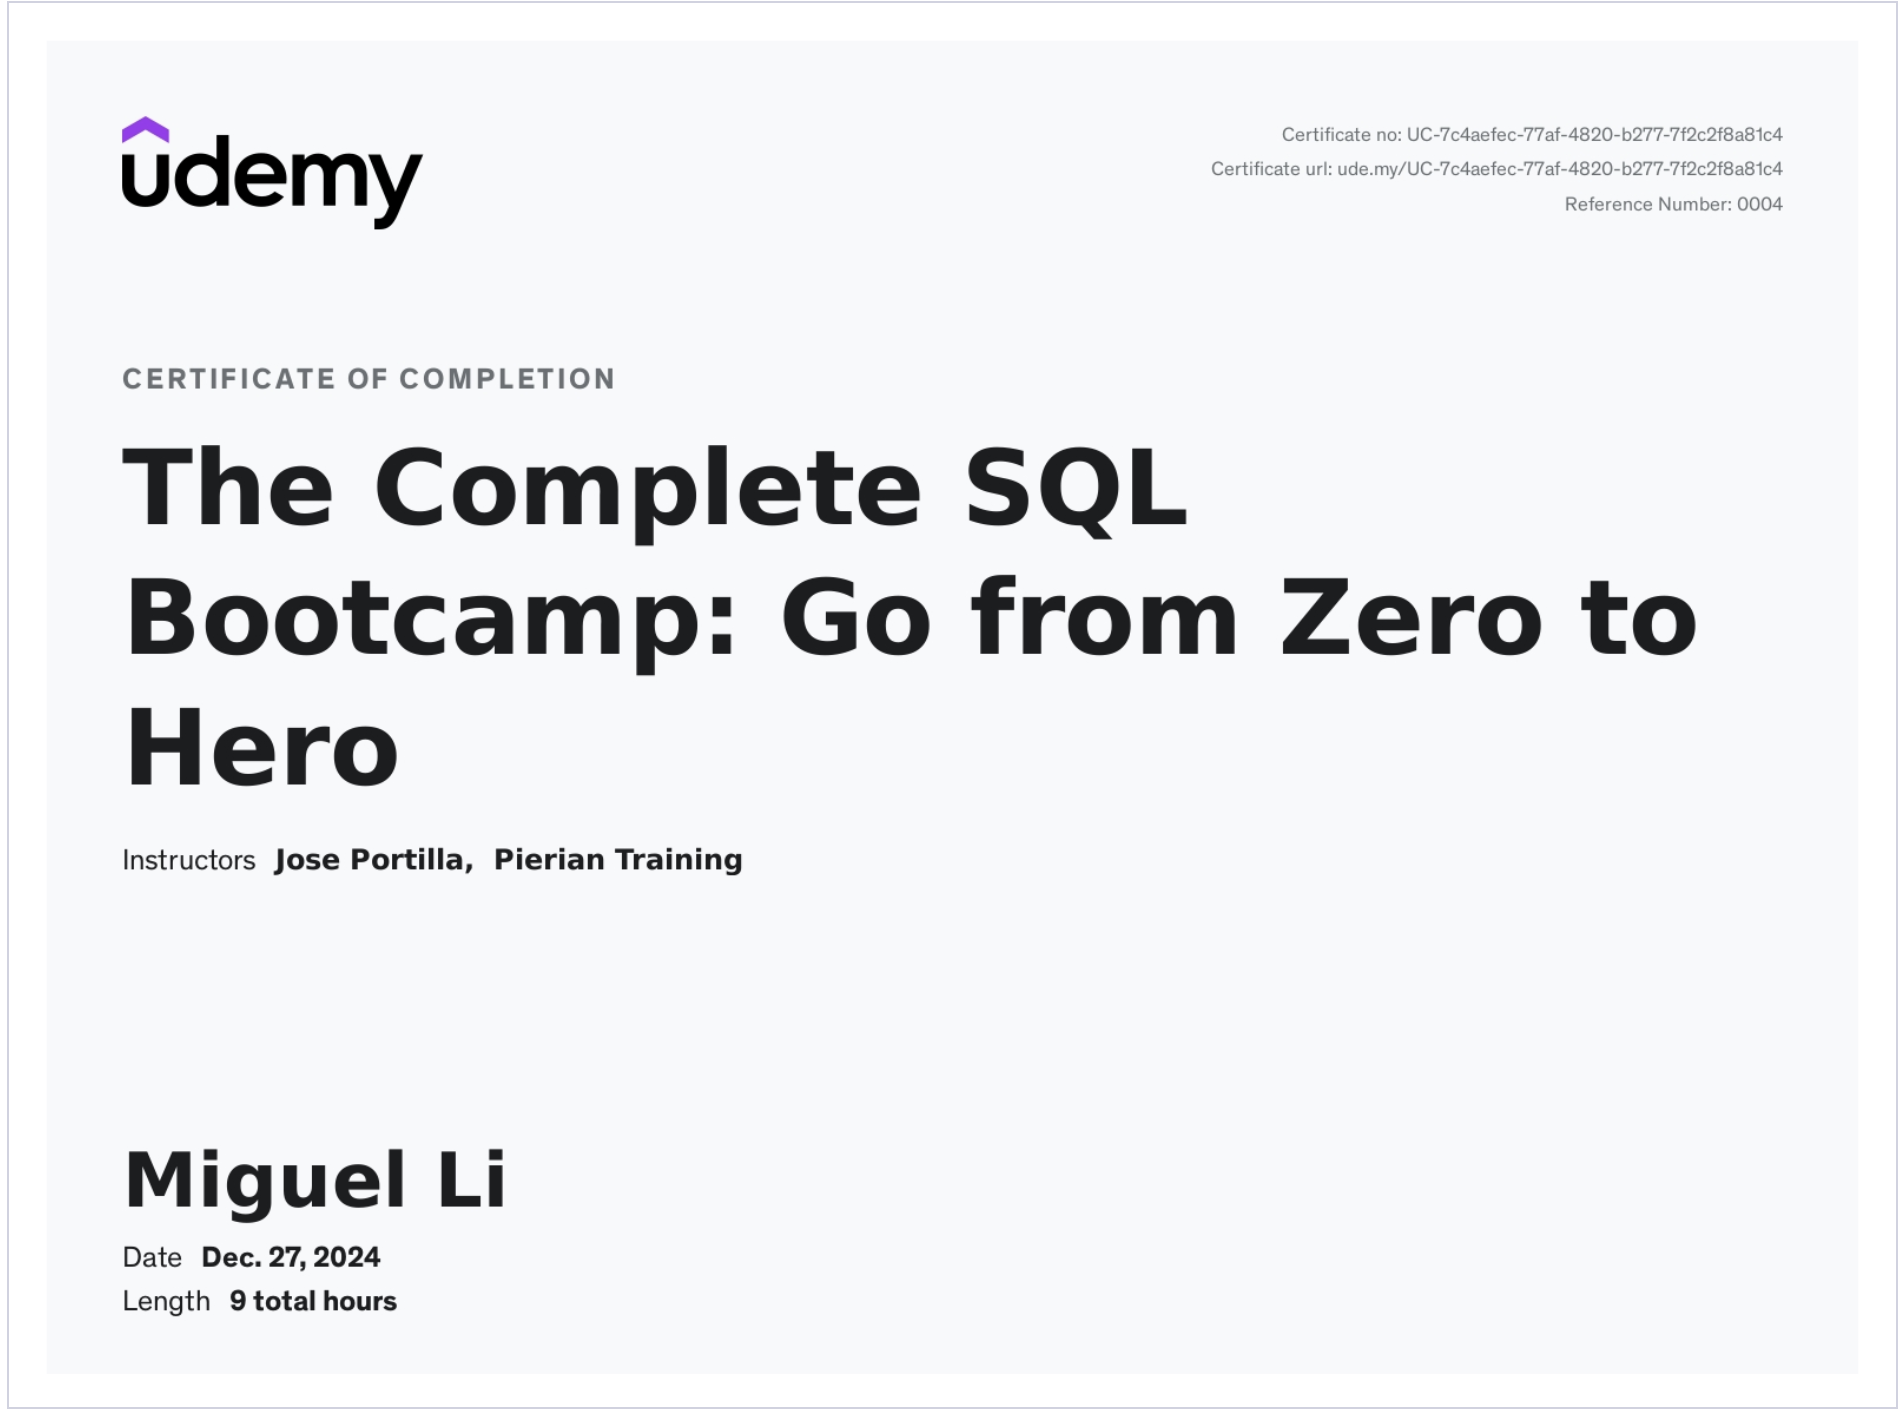 udemy
Certificate no: UC-7c4aefec-77af-4820-b277-7f2c2f8a81c4
Certificate url: ude.my/UC-7c4aefec-77af-4820-b277-7f2c2f8a81c4
Reference Number: 0004
CERTIFICATE OF COMPLETION
The Complete SQL
Bootcamp: Go from Zero to
Hero
Instructors Jose Portilla, Pierian Training
Miguel Li
Date Dec. 27, 2024
Length 9 total hours